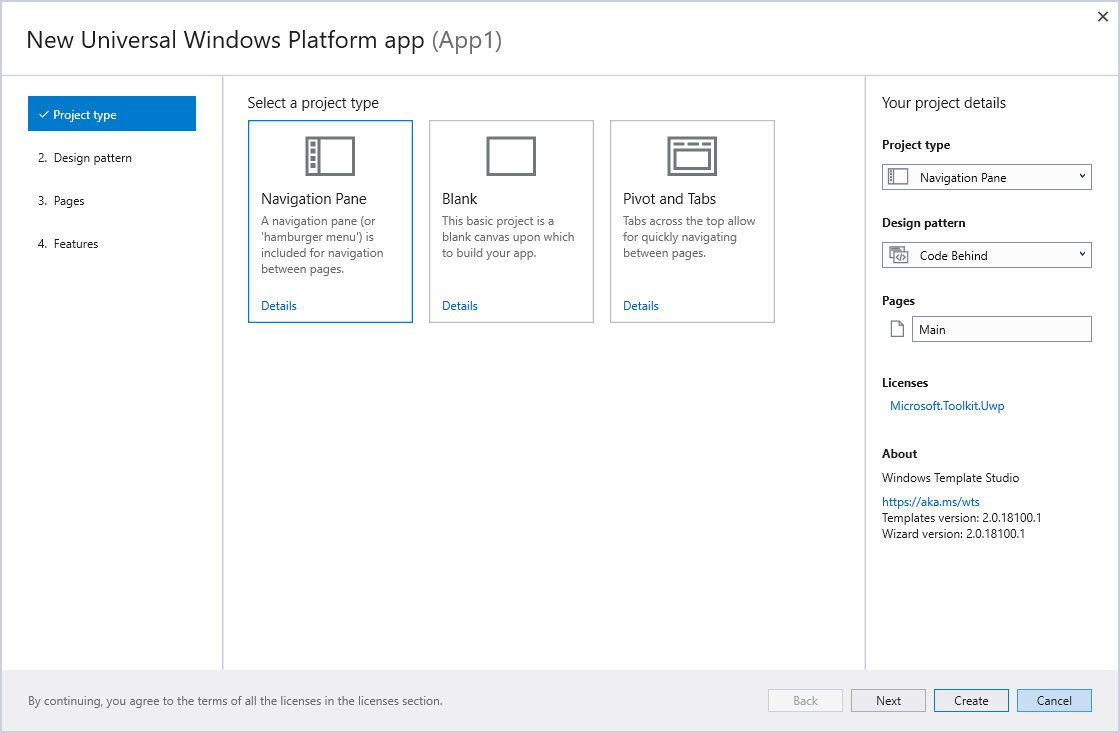 New Universal Windows Platform app (App1)
Project type
2. Design pattern
3. Pages
4. Features
Select a project type
Navigation Pane
A navigation pane (or
'hamburger menu') is
included for navigation
between pages.
Details
Blank
This basic project is a
blank canvas upon which
to build your app.
Details
Pivot and Tabs
Tabs across the top allow
for quickly navigating
between pages.
Details
Your project details
Project type
Navigation Pane
Design pattern
Code Behind
Pages
Main
Licenses
Microsoft.Toolkit.Uwp
About
Windows Template Studio
https://aka.ms/wts
Templates version: 2.0.18100.1
Wizard version: 2.0.18100.1
By continuing, you agree to the terms of all the licenses in the licenses section.
Back
Next
Create
Cancel